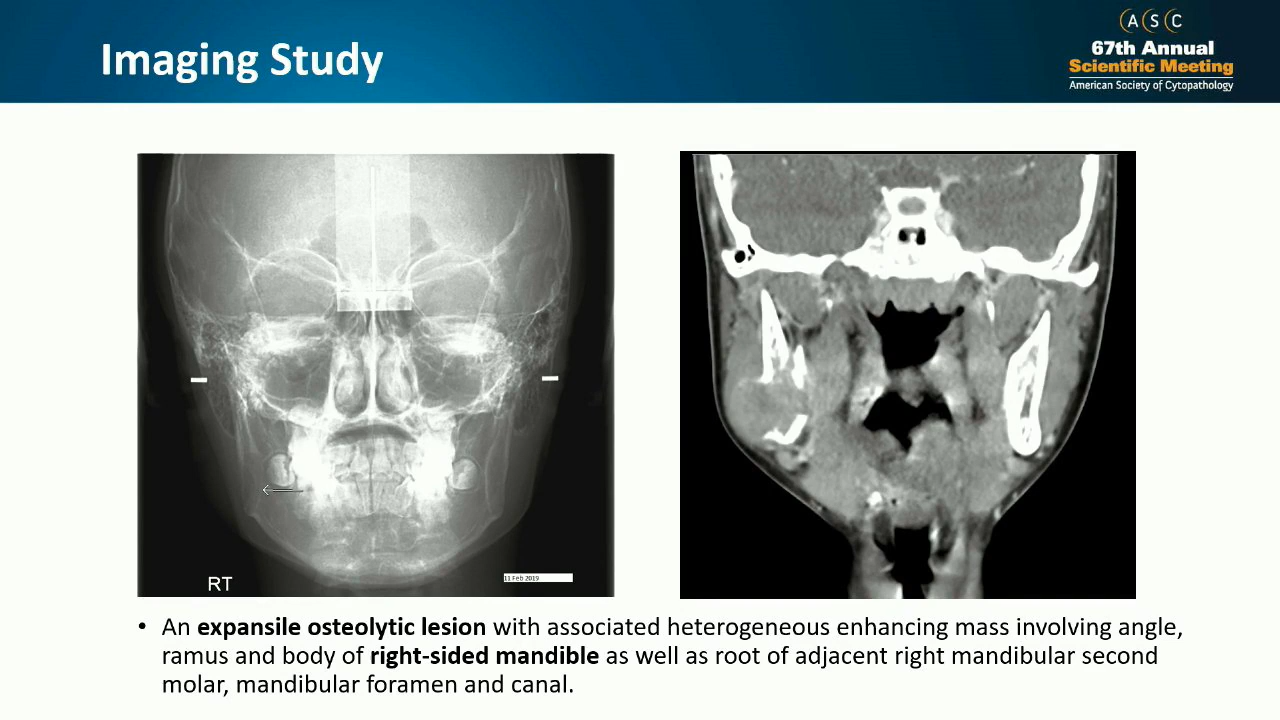 Imaging Study
(A(S(C
67th Annual
Scientific Meeting
American Society of Cytopathology
RT
11 Feb 2019
• An expansile osteolytic lesion with associated heterogeneous enhancing mass involving angle,
ramus and body of right-sided mandible as well as root of adjacent right mandibular second
molar, mandibular foramen and canal.